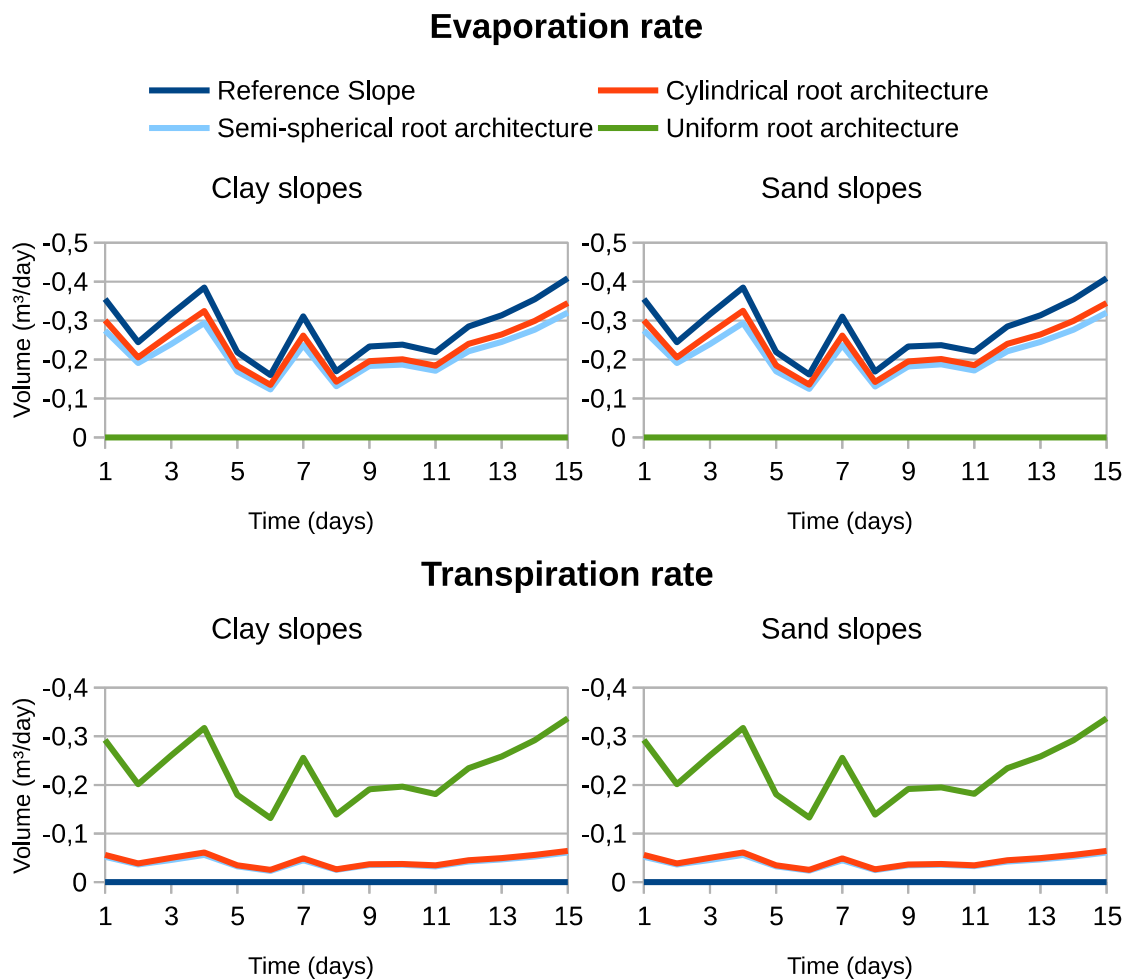 Evaporation rate
Reference Slope
Cylindrical root architecture
Semi-spherical root architecture
Uniform root architecture
Clay slopes
Sand slopes
Volume (m³/day)
-0,5
-0,4
-0,3
-0,2
-0,1
0
1 3 5 7 9 11 13 15
Time (days)
-0,5
-0,4
-0,3
-0,2
-0,1
0
1 3 5 7 9 11 13 15
Time (days)
Transpiration rate
Clay slopes
Sand slopes
Volume (m³/day)
-0,4
-0,3
-0,2
-0,1
0
1 3 5 7 9 11 13 15
Time (days)
-0,4
-0,3
-0,2
-0,1
0
1 3 5 7 9 11 13 15
Time (days)